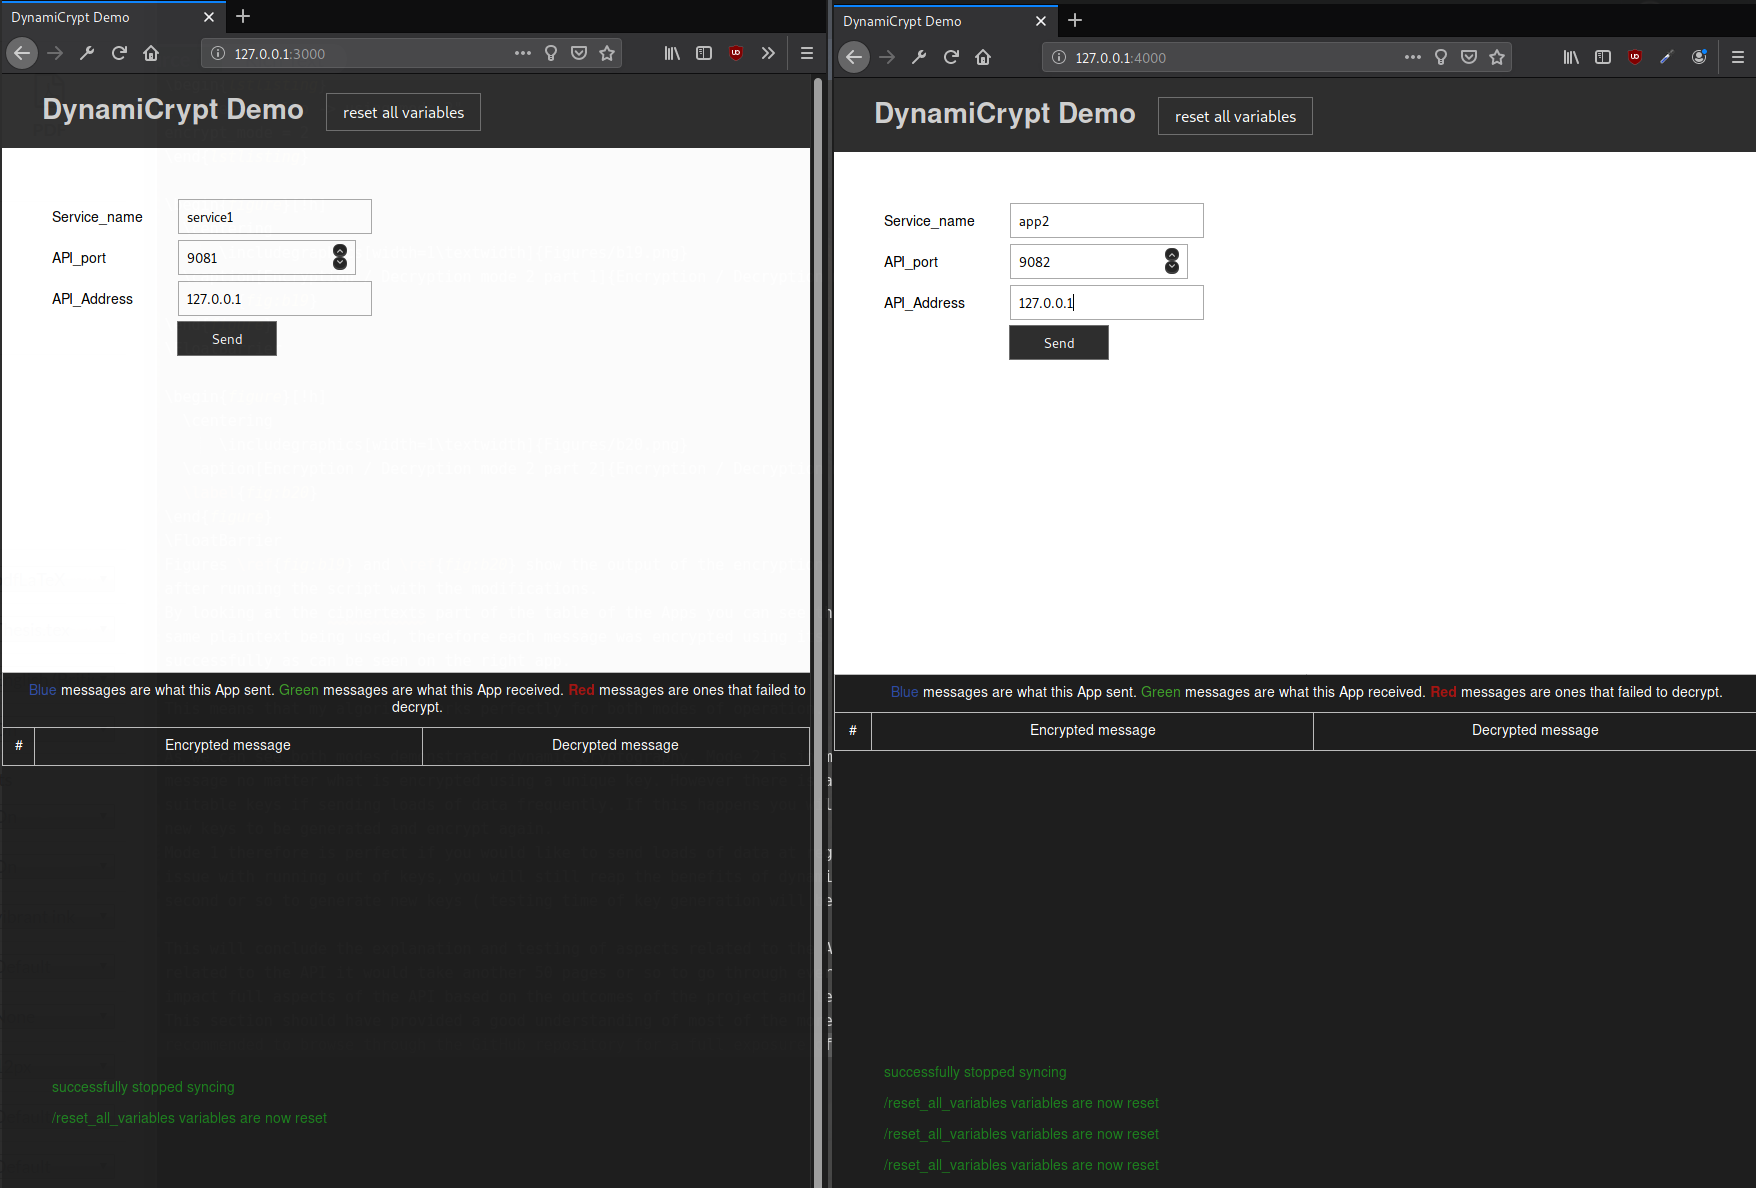 DynamiCrypt Demo
127.0.0.1:3000
DynamiCrypt Demo
reset all variables
Service_name
service1
API_port
9081
API_Address
127.0.0.1
Send
Blue messages are what this App sent. Green messages are what this App received. Red messages are ones that failed to
decrypt.
# Encrypted message Decrypted message
successfully stopped syncing
/reset_all_variables variables are now reset
DynamiCrypt Demo
127.0.0.1:4000
DynamiCrypt Demo
reset all variables
Service_name
app2
API_port
9082
API_Address
127.0.0.1
Send
Blue messages are what this App sent. Green messages are what this App received. Red messages are ones that failed to decrypt.
# Encrypted message Decrypted message
successfully stopped syncing
/reset_all_variables variables are now reset
/reset_all_variables variables are now reset
/reset_all_variables variables are now reset